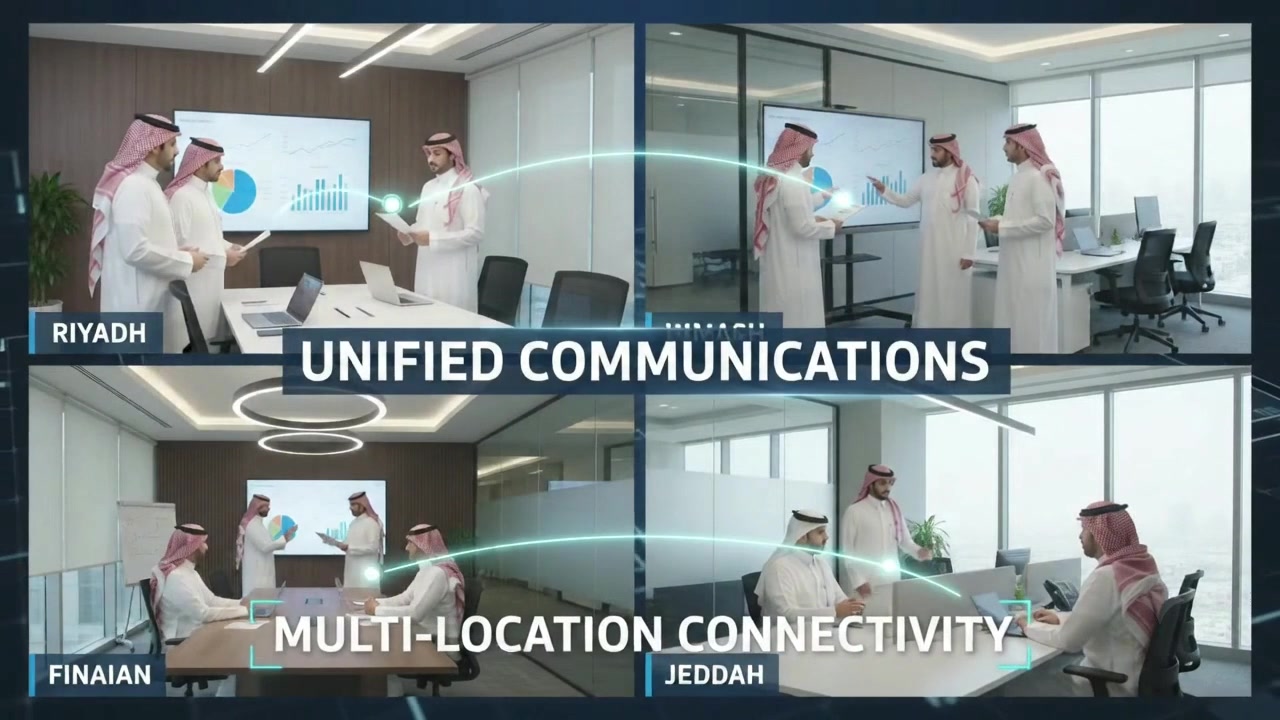 RIYADH
UNIFIED COMMUNICATIONS
MULTI-LOCATION CONNECTIVITY
FINAIAN
JEDDAH